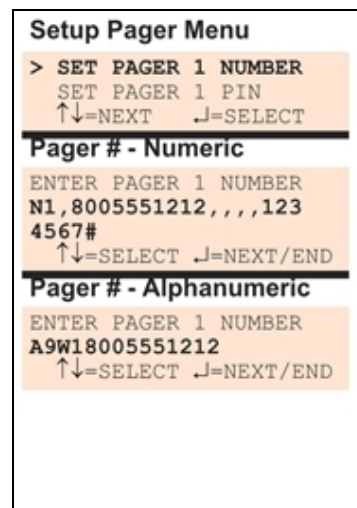 Setup Pager Menu
> SET PAGER 1 NUMBER
SET PAGER 1 PIN
↑↓=NEXT ↵=SELECT
Pager # - Numeric
ENTER PAGER 1 NUMBER
N1,8005551212,,,,123
4567#
↑↓=SELECT ↵=NEXT/END
Pager # - Alphanumeric
ENTER PAGER 1 NUMBER
A9W18005551212
↑↓=SELECT ↵=NEXT/END